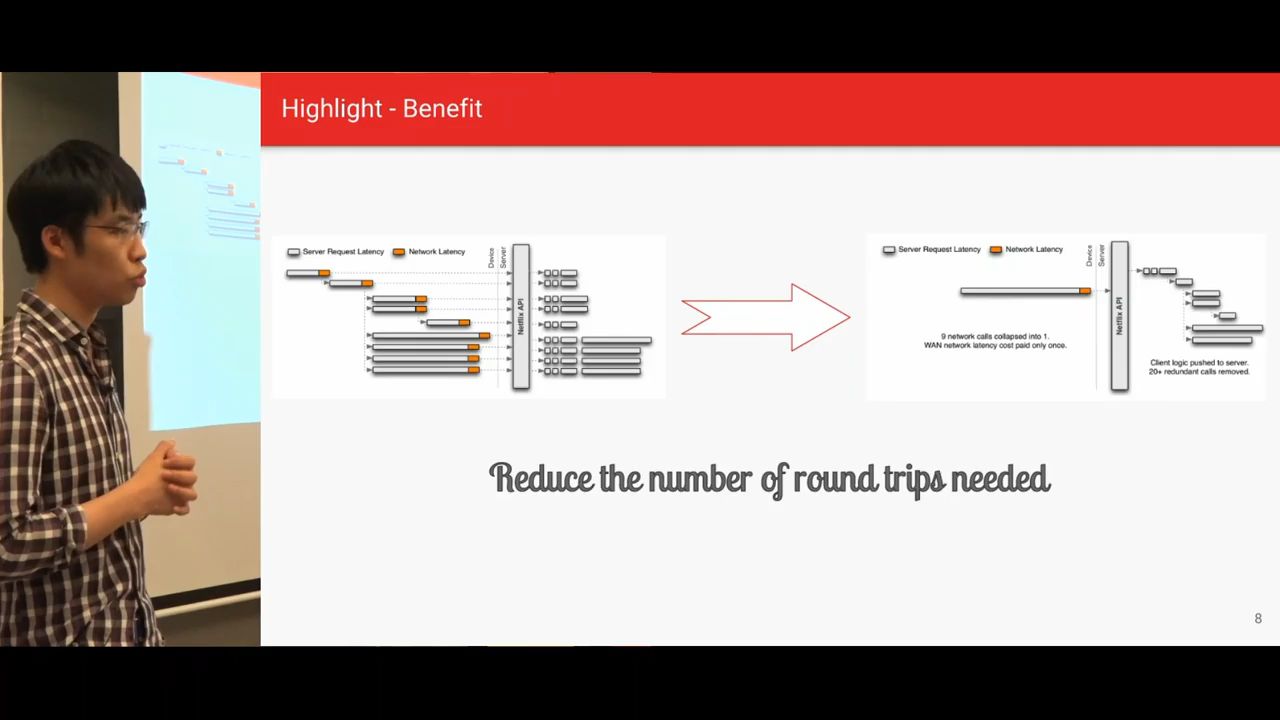 Highlight - Benefit
Server Request Latency
Network Latency
Device
Server
Netflix API
Server Request Latency
Network Latency
Device
Server
9 network calls collapsed into 1.
WAN network latency cost paid only once.
Netflix API
Client logic pushed to server.
20+ redundant calls removed.
Reduce the number of round trips needed
8